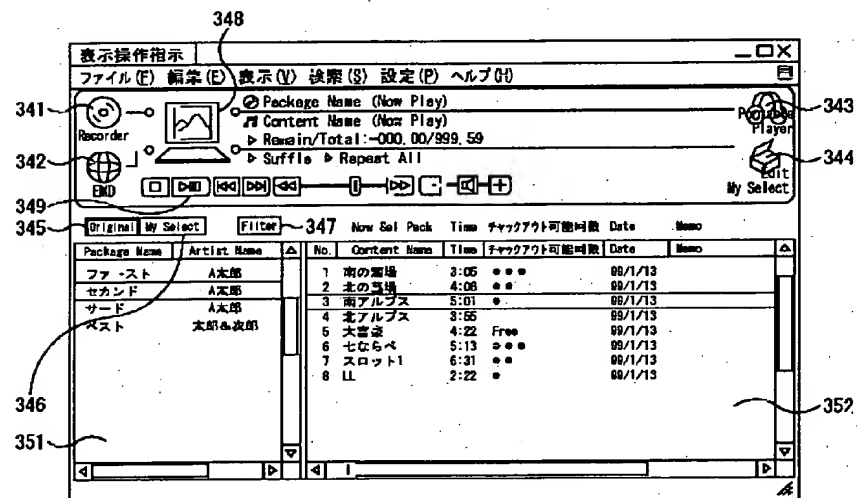 348
表示操作指示
ファイル(F) 編集(E) 表示(V) 検索(S) 設定(P) ヘルプ(H)
341
Recorder
Package Name (Now Play)
Content Name (Now Play)
Remain/Total:-000.00/999.59
Suffle Repeat All
343
Player
342
EMD
344
Edit
My Select
349
345
Original My Select Filter 347 Now Sel Pack Time チャックアウト可能回数 Date Memo
Package Name Artist Name
ファ-スト A太郎
セカンド A太郎
サード A太郎
ベスト 太郎&次郎
No. Content Name Time チャックアウト可能回数 Date Memo
1 南の 場 3:05 99/1/13
2 北の 場 4:06 99/1/13
3 南アルプス 5:01 99/1/13
4 北アルプス 3:55 99/1/13
5 大富 4:22 Free 99/1/13
6 七ならべ 5:13 99/1/13
7 スロット1 6:31 99/1/13
8 LL 2:22 99/1/13
346
351
352